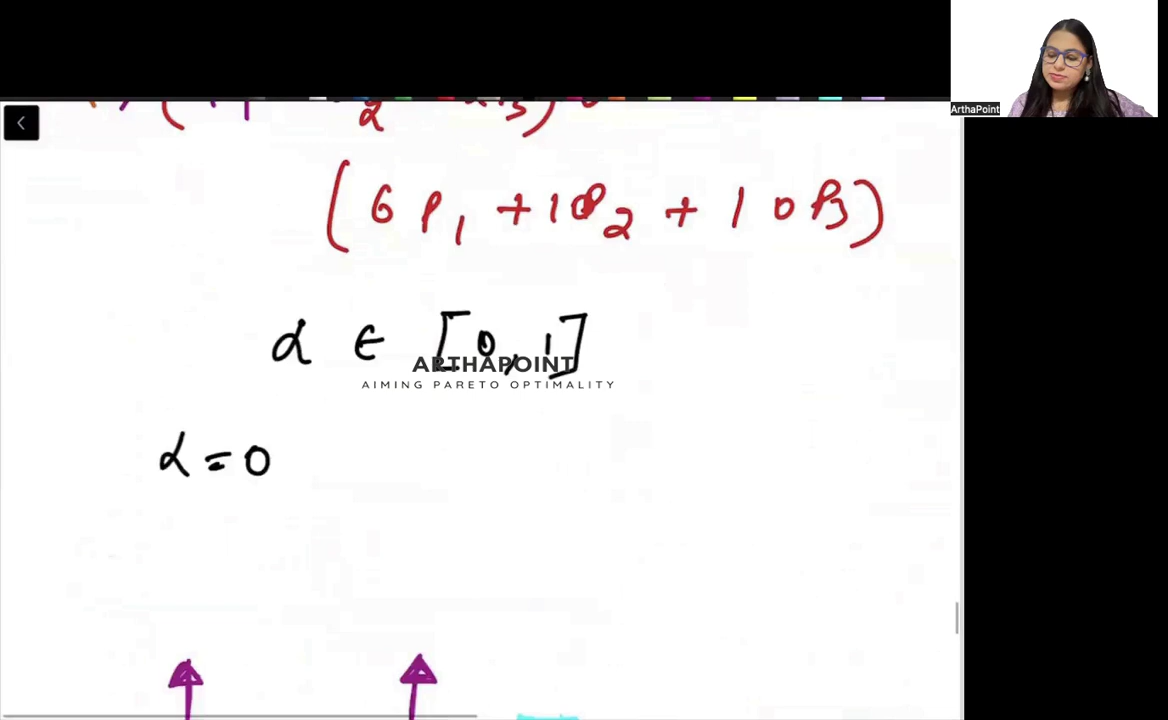 (6P₁ + 10P₂ + 10P₃)
α ∈ [0, 1]
ARTHAPOINT
AIMING PARETO OPTIMALITY
α = 0
ArthaPoint